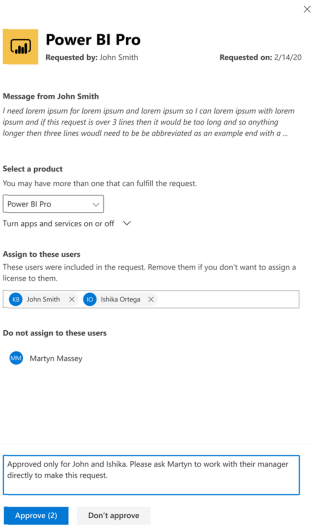 Power BI Pro
Requested by: John Smith Requested on: 2/14/20
Message from John Smith
I need lorem ipsum for lorem ipsum and lorem ipsum so I can lorem ipsum with lorem
ipsum and if this request is over 3 lines then it would be too long and so anything
longer then three lines woudl need to be be abbreviated as an example end with a ...
Select a product
You may have more than one that can fulfill the request.
Power BI Pro
Turn apps and services on or off
Assign to these users
These users were included in the request. Remove them if you don't want to assign a
license to them.
KB John Smith IO Ishika Ortega
Do not assign to these users
MM Martyn Massey
Approved only for John and Ishika. Please ask Martyn to work with their manager
directly to make this request.
Approve (2) Don't approve